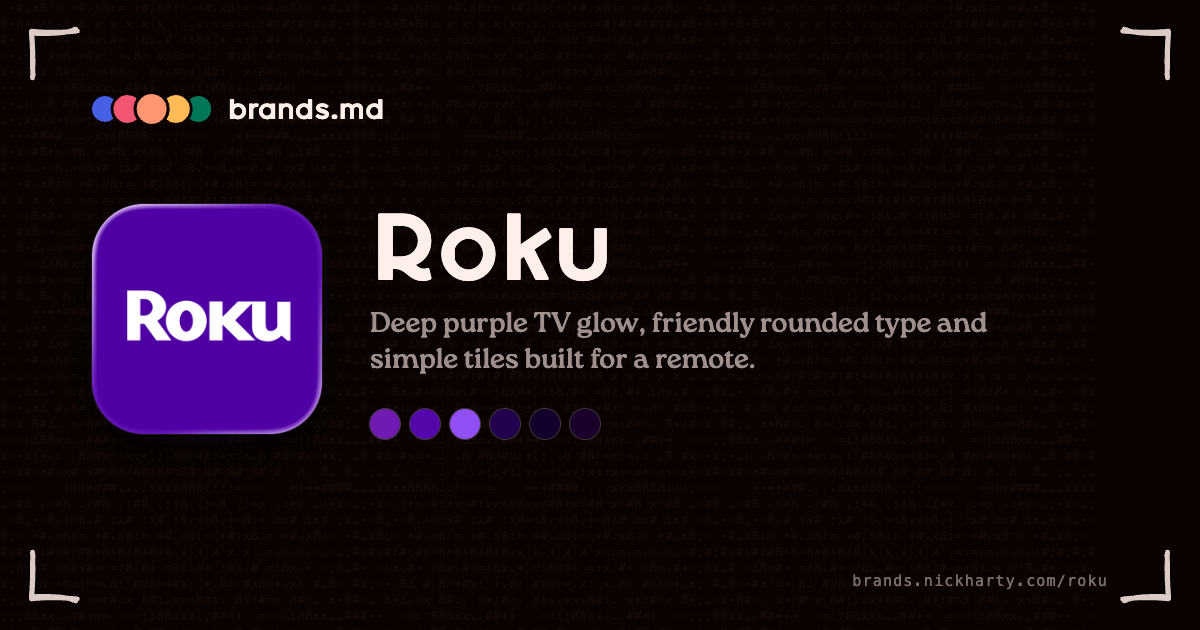 brands.md
Roku
Roku
Deep purple TV glow, friendly rounded type and
simple tiles built for a remote.
brands.nickharty.com/roku